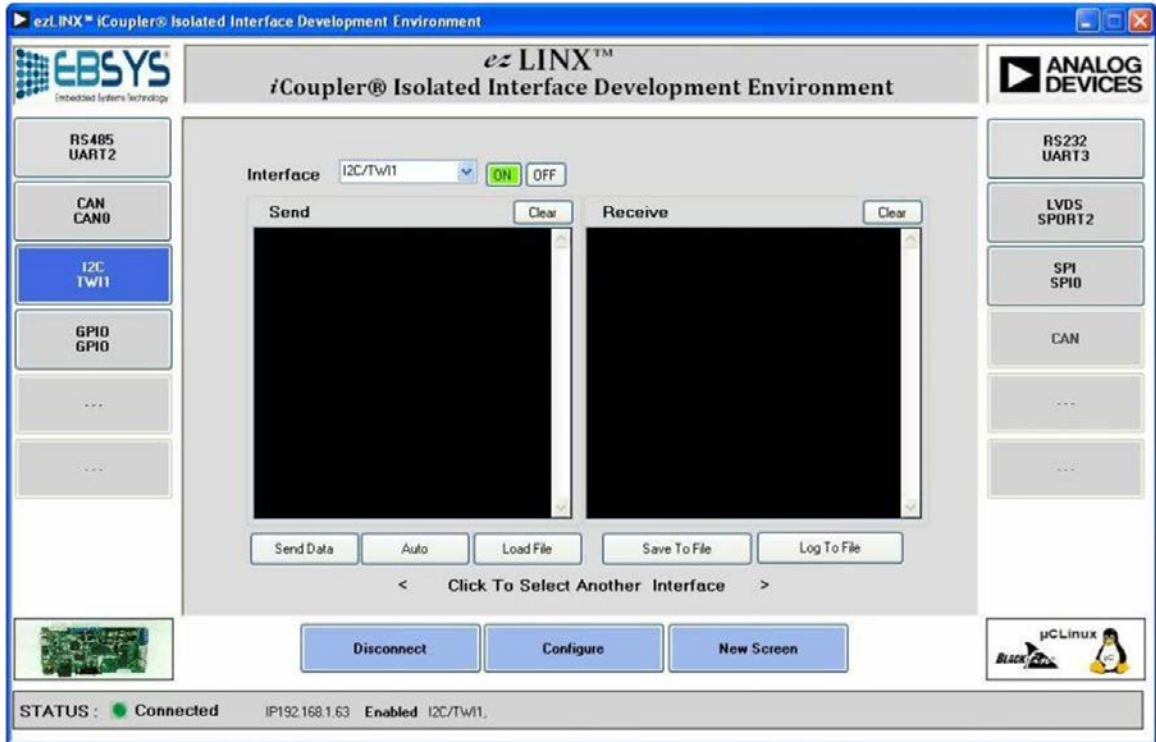 ezLINX™ iCoupler® Isolated Interface Development Environment
EBSYS
Embedded Systems Technology
ez LINX™
iCoupler® Isolated Interface Development Environment
ANALOG
DEVICES
RS485
UART2
CAN
CAN0
I2C
TWI1
GPIO
GPIO
...
...
Interface I2C/TWI1 ON OFF
Send Clear Receive Clear
Send Data Auto Load File Save To File Log To File
< Click To Select Another Interface >
RS232
UART3
LVDS
SPORT2
SPI
SPI0
CAN
...
...
Disconnect Configure New Screen
µCLinux
STATUS : Connected IP192.168.1.63 Enabled I2C/TWI1,